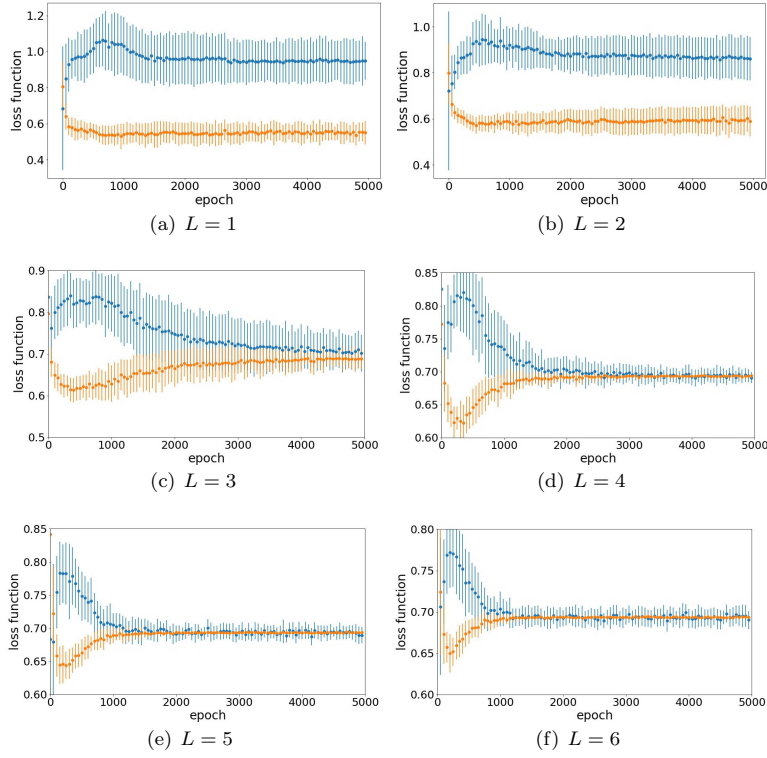 loss function
1.2
1.0
0.8
0.6
0.4
0 1000 2000 3000 4000 5000
epoch
(a) L = 1
loss function
1.0
0.8
0.6
0.4
0 1000 2000 3000 4000 5000
epoch
(b) L = 2
loss function
0.9
0.8
0.7
0.6
0.5
0 1000 2000 3000 4000 5000
epoch
(c) L = 3
loss function
0.85
0.80
0.75
0.70
0.65
0.60
0 1000 2000 3000 4000 5000
epoch
(d) L = 4
loss function
0.85
0.80
0.75
0.70
0.65
0.60
0 1000 2000 3000 4000 5000
epoch
(e) L = 5
loss function
0.80
0.75
0.70
0.65
0.60
0 1000 2000 3000 4000 5000
epoch
(f) L = 6